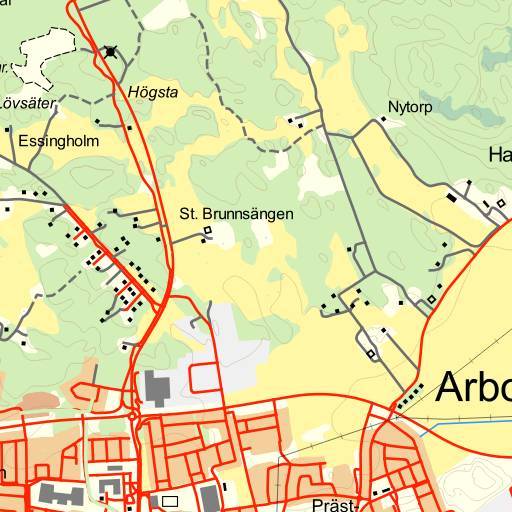 Högsta
Lövsäter
Nytorp
Essingholm
Ha
St. Brunnsängen
Arbo
Präst-